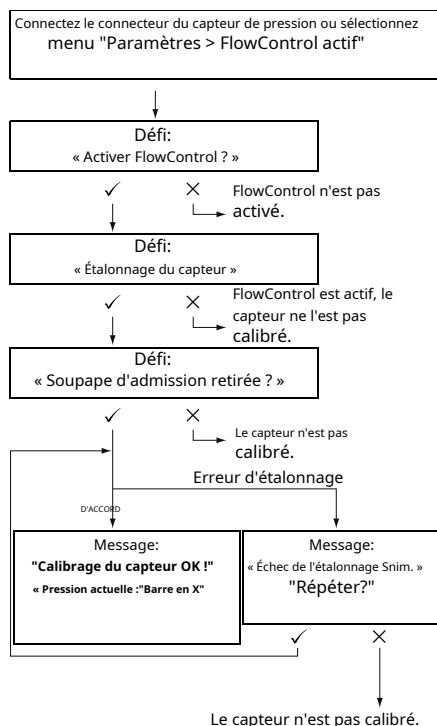 Connectez le connecteur du capteur de pression ou sélectionnez
menu "Paramètres > FlowControl actif"
Défi:
« Activer FlowControl ? »
FlowControl n'est pas
activé.
Défi:
« Étalonnage du capteur »
FlowControl est actif, le
capteur ne l'est pas
calibré.
Défi:
« Soupape d'admission retirée ? »
Le capteur n'est pas
calibré.
Erreur d'étalonnage
D'ACCORD
Message:
"Calibrage du capteur OK !"
« Pression actuelle :"Barre en X"
Message:
« Échec de l'étalonnage Snim. »
"Répéter?"
Le capteur n'est pas calibré.